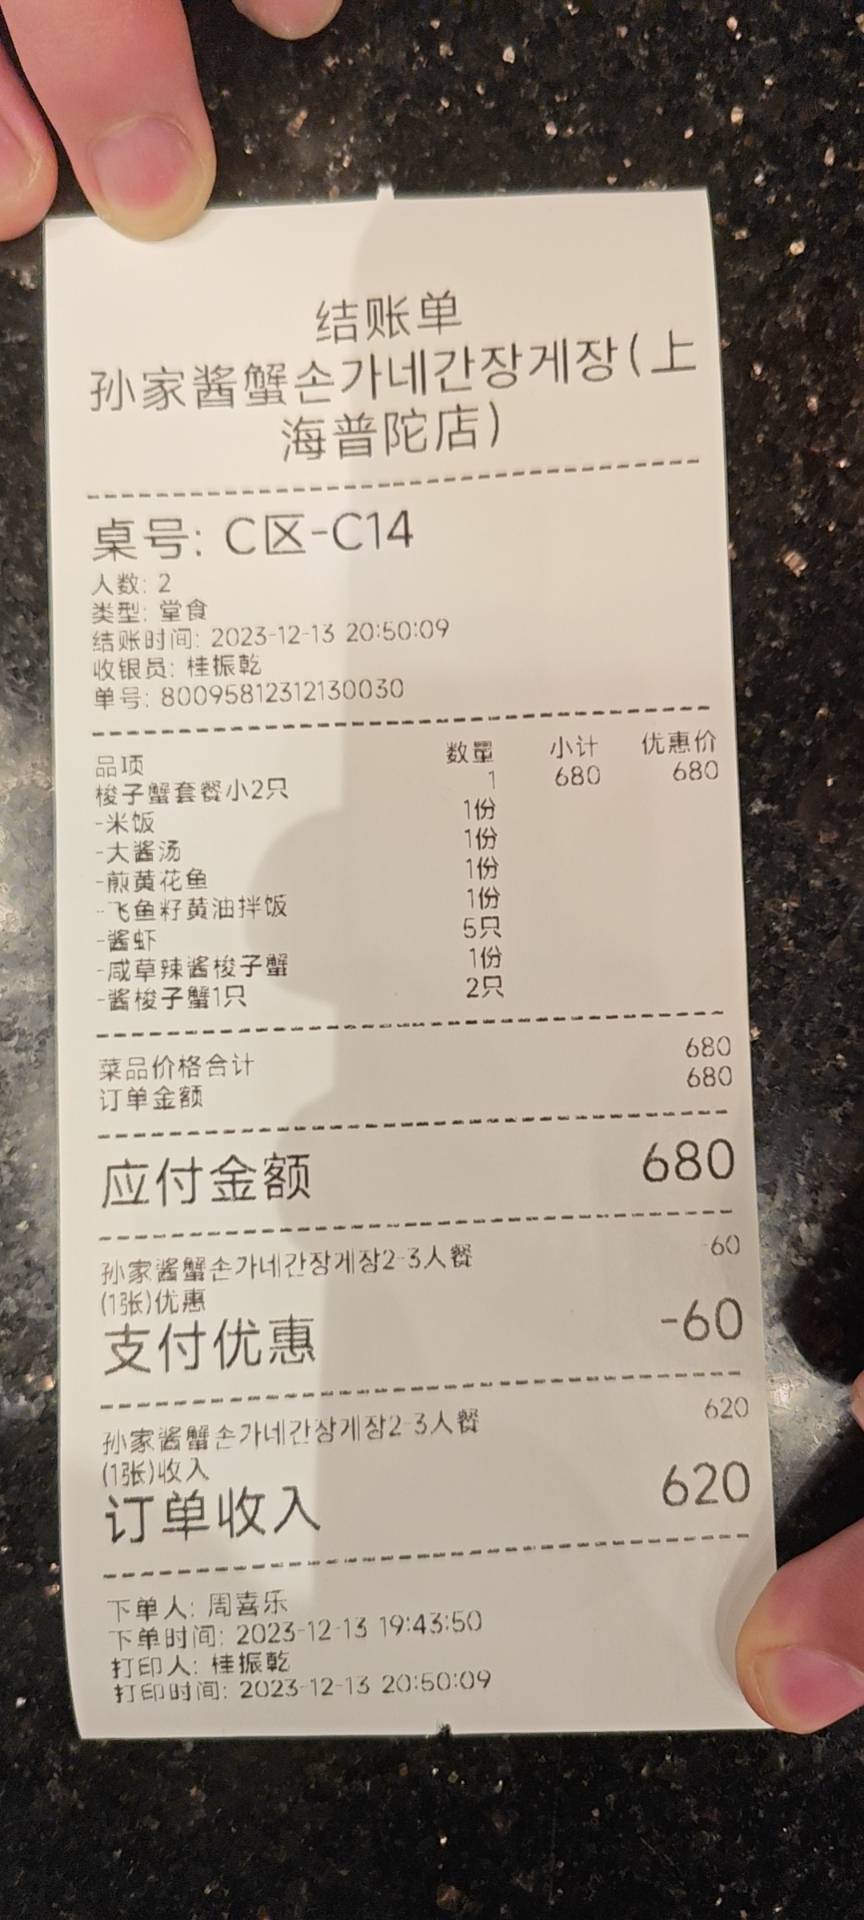 结账单
孙家酱蟹손가네간장게장(上
海普陀店)
桌号: C区-C14
人数: 2
类型: 堂食
结账时间: 2023-12-13 20:50:09
收银员: 桂振乾
单号: 80095812312130030
品项 数量 小计 优惠价
梭子蟹套餐小2只 1 680 680
-米饭 1份
-大酱汤 1份
-煎黄花鱼 1份
-飞鱼籽黄油拌饭 1份
-酱虾 5只
-咸草辣酱梭子蟹 1份
-酱梭子蟹1只 2只
菜品价格合计 680
订单金额 680
应付金额 680
孙家酱蟹손가네간장게장2-3人餐 -60
(1张)优惠
支付优惠 -60
孙家酱蟹손가네간장게장2-3人餐 620
(1张)收入
订单收入 620
下单人: 周喜乐
下单时间: 2023-12-13 19:43:50
打印人: 桂振乾
打印时间: 2023-12-13 20:50:09